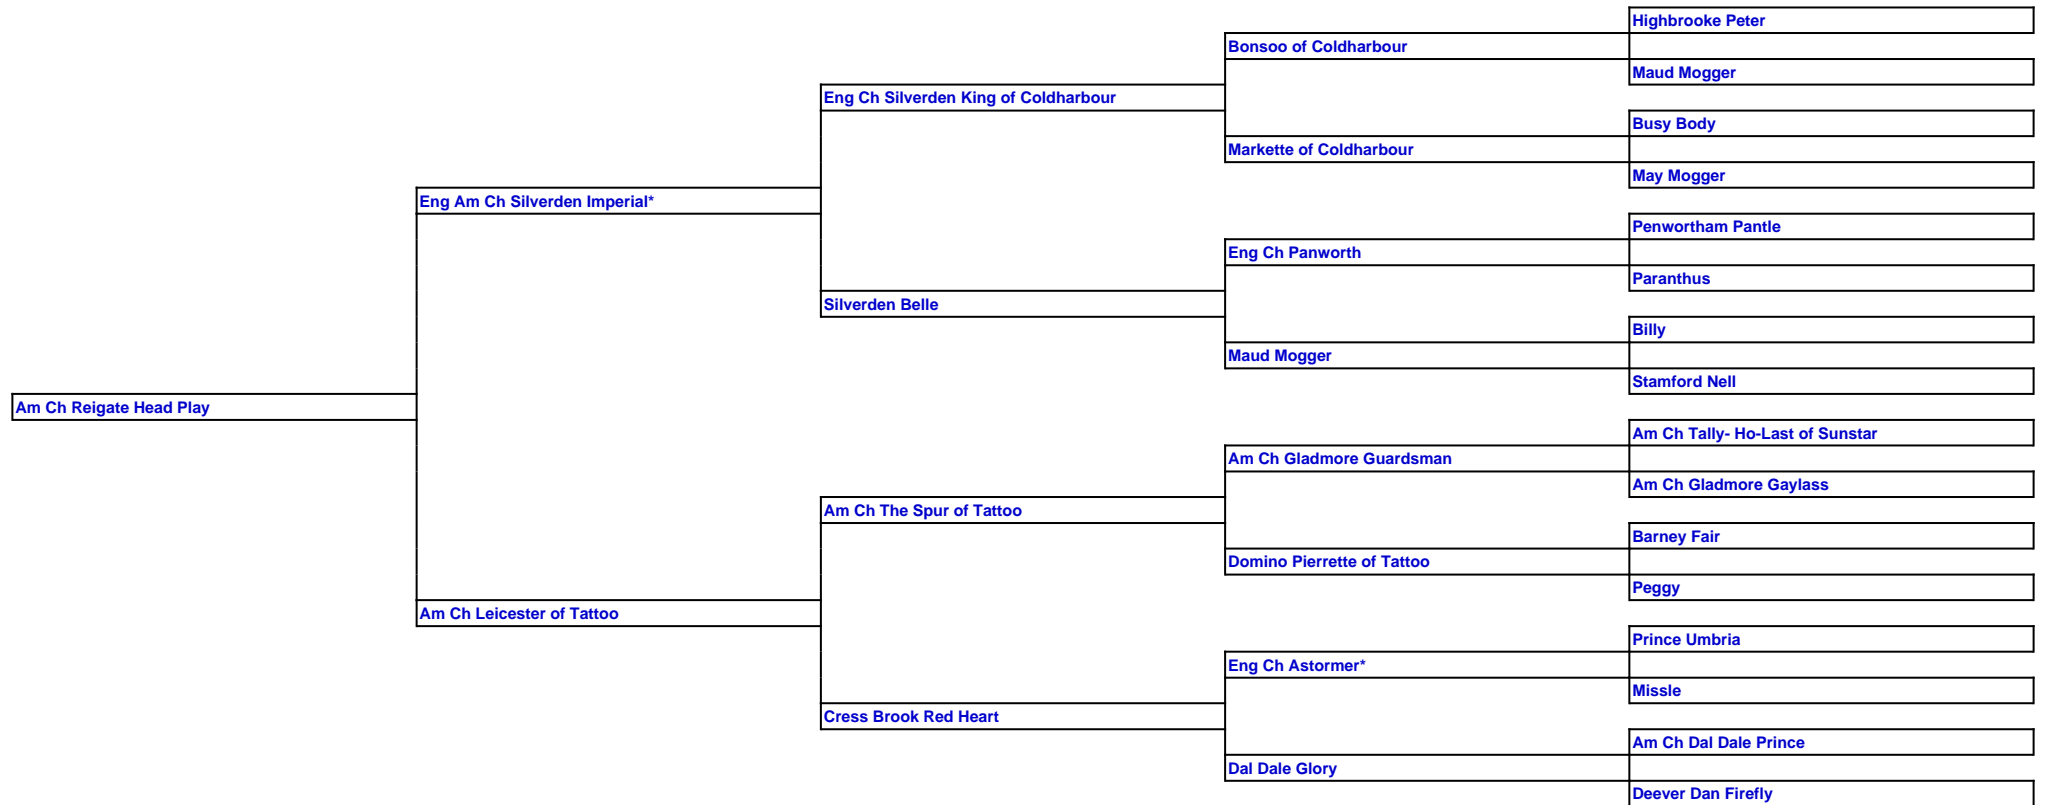 Highbrooke Peter
Bonsoo of Coldharbour
Maud Mogger
Eng Ch Silverden King of Coldharbour
Busy Body
Markette of Coldharbour
May Mogger
Eng Am Ch Silverden Imperial*
Penwortham Pantle
Eng Ch Panworth
Paranthus
Silverden Belle
Billy
Maud Mogger
Stamford Nell
Am Ch Reigate Head Play
Am Ch Tally- Ho-Last of Sunstar
Am Ch Gladmore Guardsman
Am Ch Gladmore Gaylass
Am Ch The Spur of Tattoo
Barney Fair
Domino Pierrette of Tattoo
Peggy
Am Ch Leicester of Tattoo
Prince Umbria
Eng Ch Astormer*
Missle
Cress Brook Red Heart
Am Ch Dal Dale Prince
Dal Dale Glory
Deever Dan Firefly